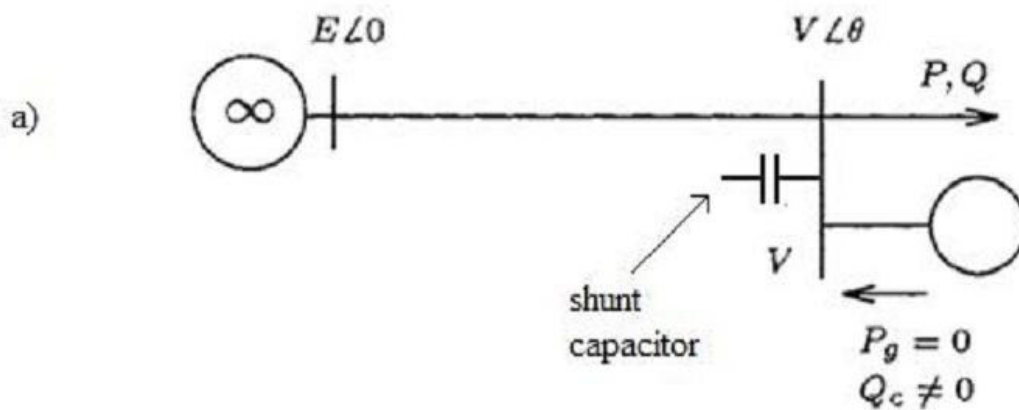 a)
∞
E∠0
V∠θ
P, Q
V
shunt
capacitor
P_g = 0
Q_c ≠ 0